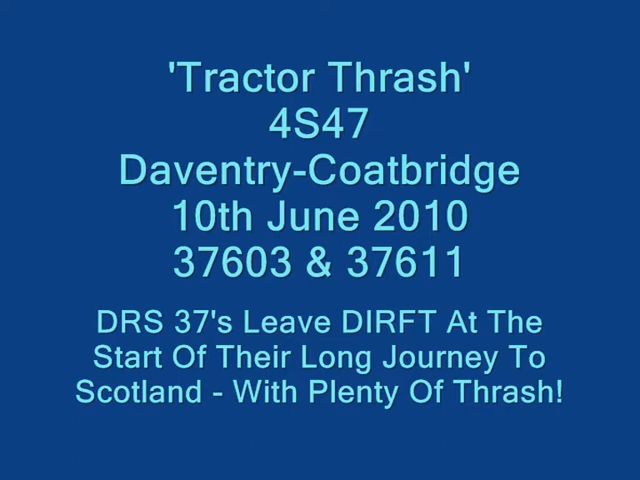 'Tractor Thrash'
4S47
Daventry-Coatbridge
10th June 2010
37603 & 37611
DRS 37's Leave DIRFT At The
Start Of Their Long Journey To
Scotland - With Plenty Of Thrash!